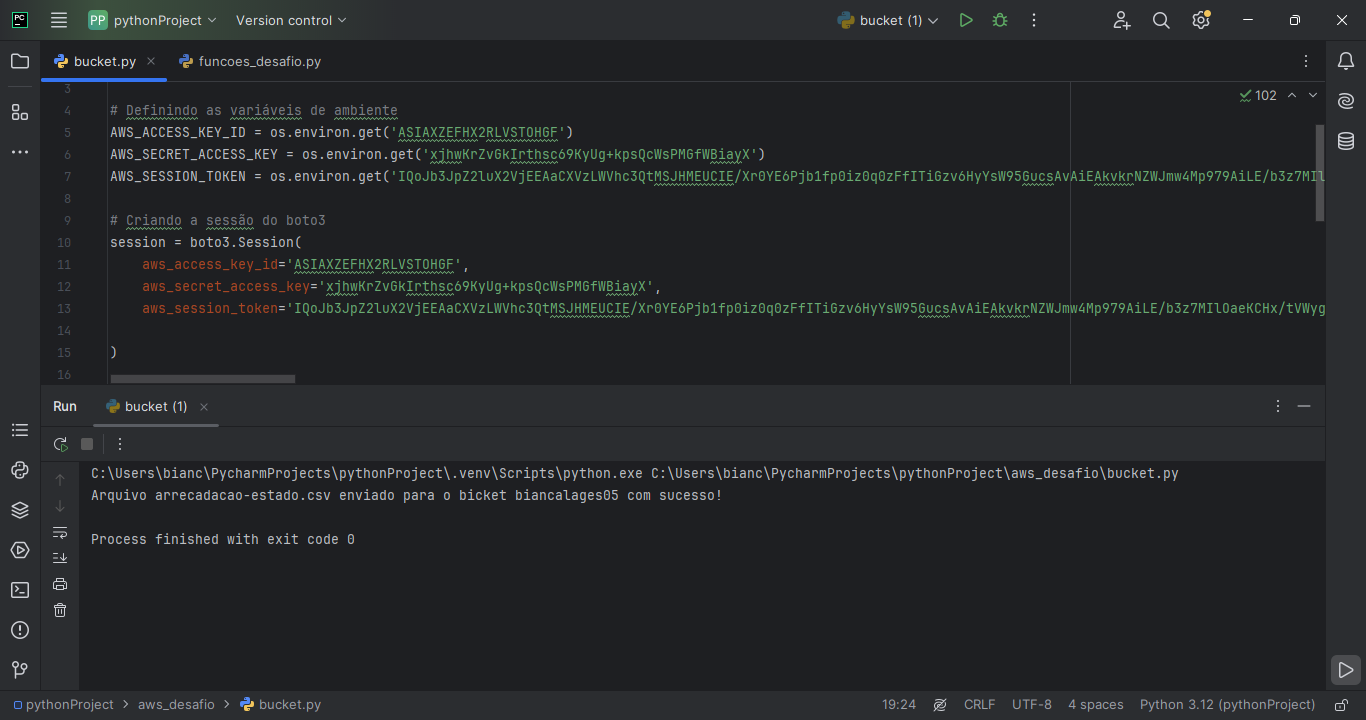 PC
PP pythonProject Version control bucket (1)
bucket.py funcoes_desafio.py
3
102
4 # Definindo as variáveis de ambiente
5 AWS_ACCESS_KEY_ID = os.environ.get('ASIAXZEFHX2RLVSTOHGF')
6 AWS_SECRET_ACCESS_KEY = os.environ.get('xjhwKrZvGkIrthsc69KyUg+kpsQcWsPMGfWBiayX')
7 AWS_SESSION_TOKEN = os.environ.get('IQoJb3JpZ2luX2VjEEAaCXVzLWVhc3QtMSJHMEUCIE/Xr0YE6Pjb1fp0iz0q0zFfITiGzv6HyYsW95GucsAvAiEAkvkrNZWJmw4Mp979AiLE/b3z7MIl
8
9 # Criando a sessão do boto3
10 session = boto3.Session(
11 aws_access_key_id='ASIAXZEFHX2RLVSTOHGF',
12 aws_secret_access_key='xjhwKrZvGkIrthsc69KyUg+kpsQcWsPMGfWBiayX',
13 aws_session_token='IQoJb3JpZ2luX2VjEEAaCXVzLWVhc3QtMSJHMEUCIE/Xr0YE6Pjb1fp0iz0q0zFfITiGzv6HyYsW95GucsAvAiEAkvkrNZWJmw4Mp979AiLE/b3z7MIlOaeKCHx/tVWyg
14
15 )
16
Run bucket (1)
C:\Users\bianc\PycharmProjects\pythonProject\.venv\Scripts\python.exe C:\Users\bianc\PycharmProjects\pythonProject\aws_desafio\bucket.py
Arquivo arrecadacao-estado.csv enviado para o bicket biancalages05 com sucesso!
Process finished with exit code 0
pythonProject > aws_desafio > bucket.py 19:24 CRLF UTF-8 4 spaces Python 3.12 (pythonProject)